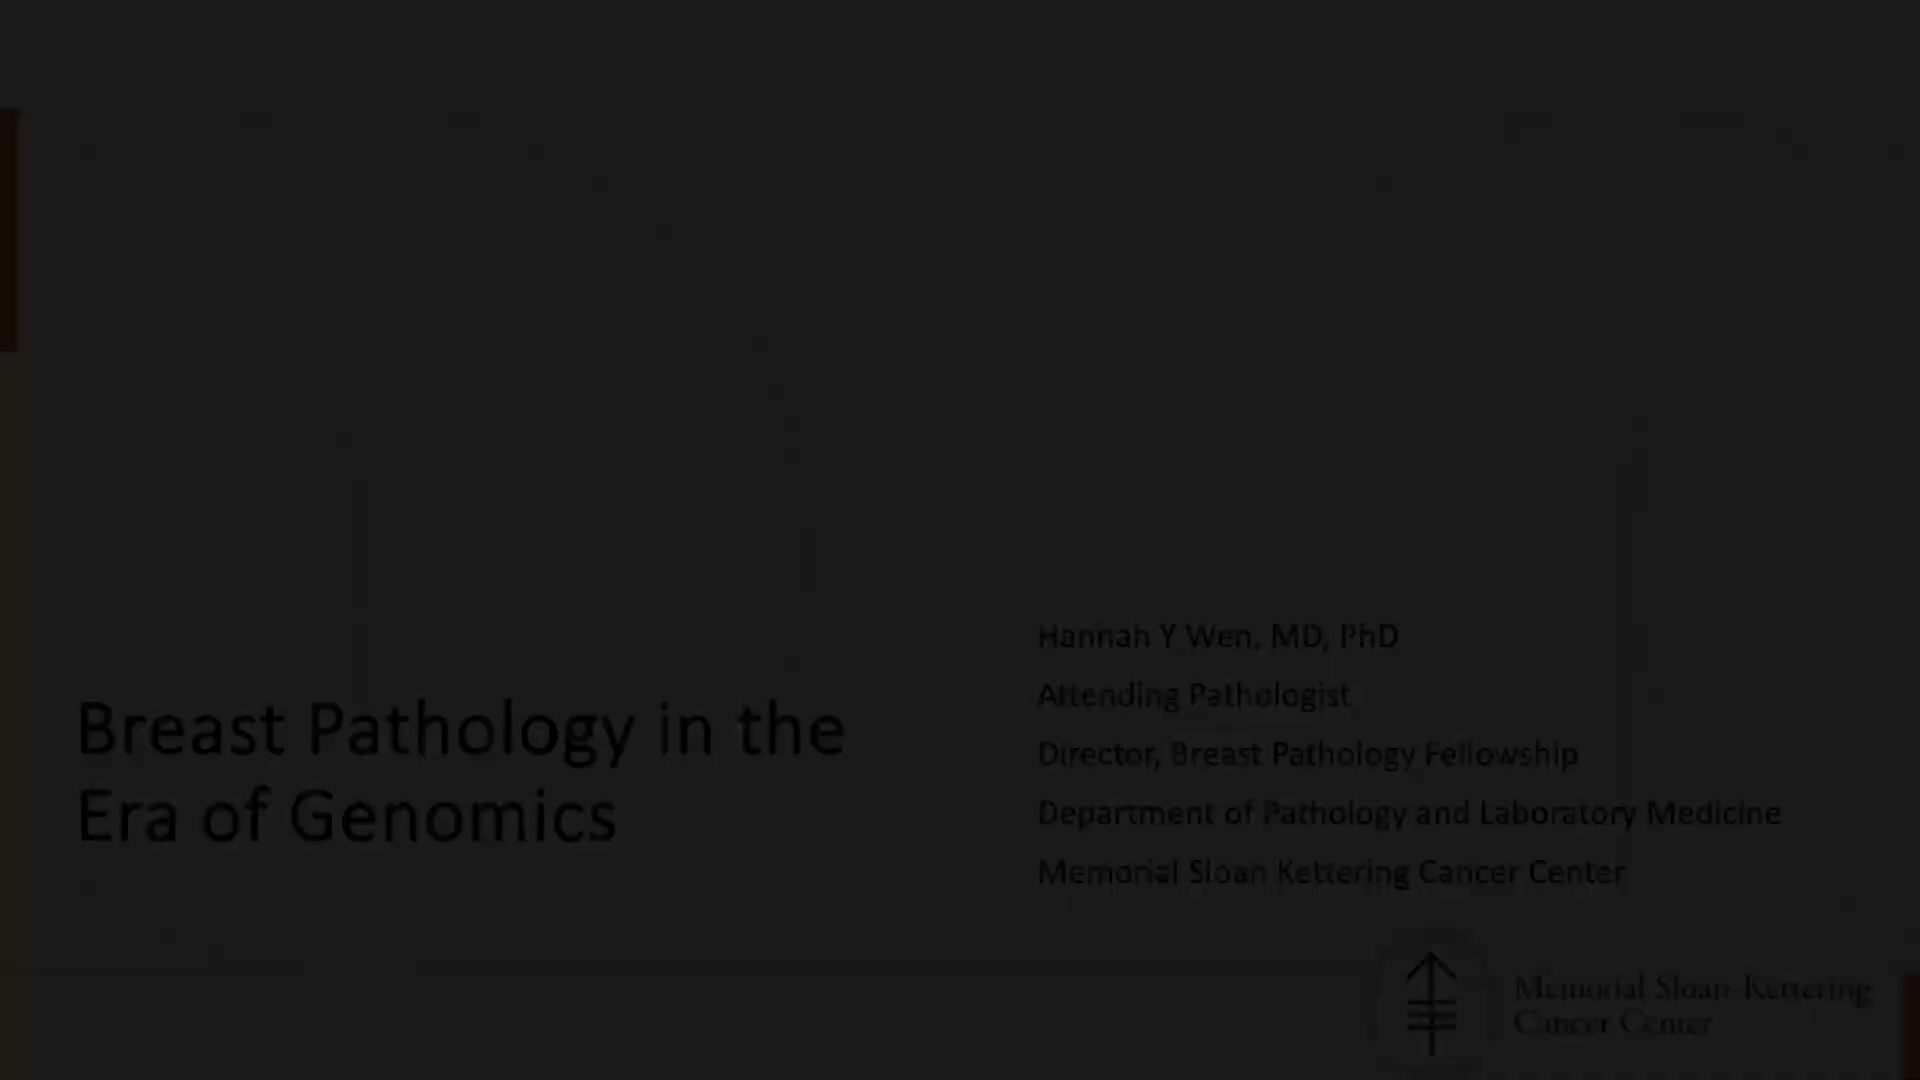 Breast Pathology in the
Era of Genomics
Hannah Y Wen, MD, PhD
Attending Pathologist
Director, Breast Pathology Fellowship
Department of Pathology and Laboratory Medicine
Memorial Sloan Kettering Cancer Center
Memorial Sloan-Kettering
Cancer Center